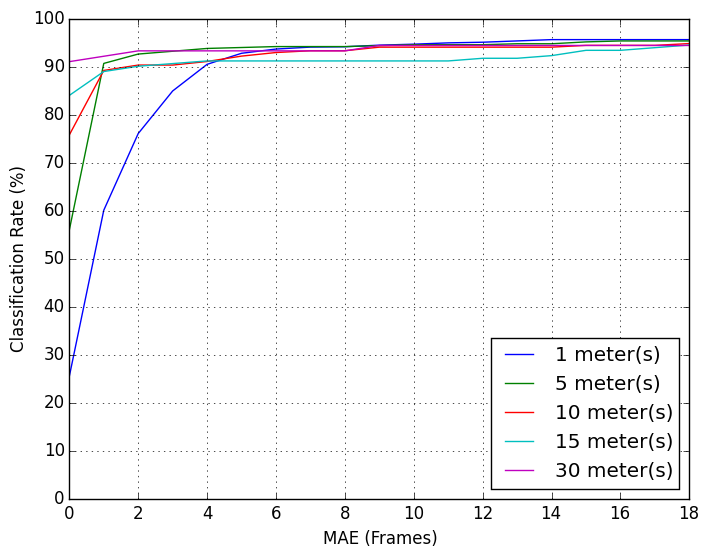 100
90
80
70
60
50
40
30
20
10
0
Classification Rate (%)
1 meter(s)
5 meter(s)
10 meter(s)
15 meter(s)
30 meter(s)
0 2 4 6 8 10 12 14 16 18
MAE (Frames)